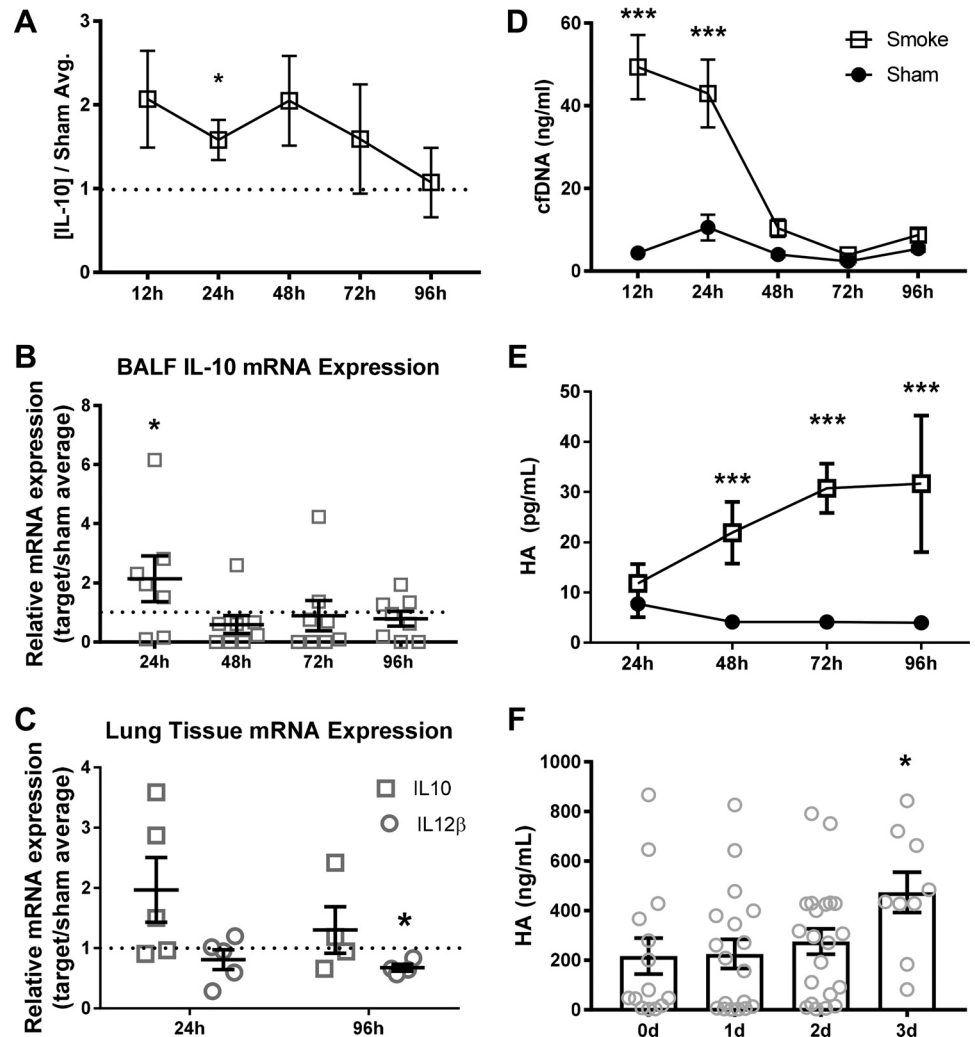 A
[IL-10] / Sham Avg.
3
2
1
0
*
12h 24h 48h 72h 96h
B
BALF IL-10 mRNA Expression
Relative mRNA expression
(target/sham average)
8
6
4
2
0
*
24h 48h 72h 96h
C
Lung Tissue mRNA Expression
Relative mRNA expression
(target/sham average)
4
3
2
1
0
IL10
IL12β
*
24h 96h
D
cfDNA (ng/ml)
60
40
20
0
***
***
Smoke
Sham
12h 24h 48h 72h 96h
E
HA (pg/mL)
50
40
30
20
10
0
***
***
***
24h 48h 72h 96h
F
HA (ng/mL)
1000
800
600
400
200
0
*
0d 1d 2d 3d